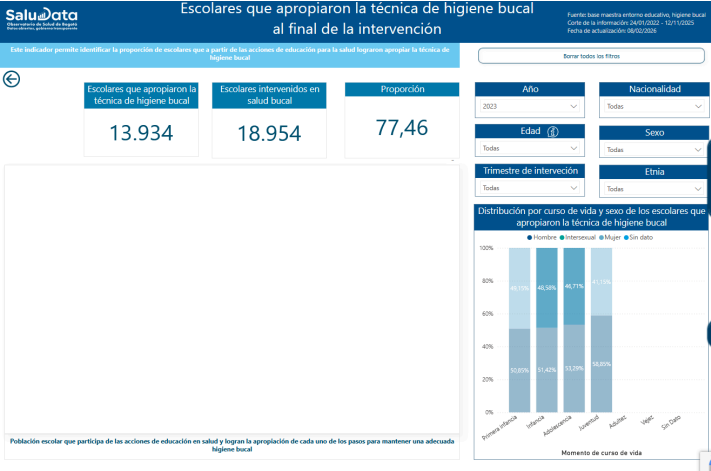 SaluData
Observatorio de Salud de Bogotá
Escolares que apropiaron la técnica de higiene bucal
al final de la intervención
Fuente: base maestra entorno educativo, higiene bucal
Corte de la información: 24/01/2022 - 12/11/2025
Fecha de actualización: 08/02/2026
Este indicador permite identificar la proporción de escolares que a partir de las acciones de educación para la salud lograron apropiar la técnica de
higiene bucal
Borrar todos los filtros
Escolares que apropiaron la
técnica de higiene bucal
13.934
Escolares intervenidos en
salud bucal
18.954
Proporción
77,46
Año
2023
Nacionalidad
Todas
Edad
Todas
Sexo
Todas
Trimestre de interveción
Todas
Etnia
Todas
Distribución por curso de vida y sexo de los escolares que
apropiaron la técnica de higiene bucal
Hombre Intersexual Mujer Sin dato
100%
80%
60%
40%
20%
0%
49,15% 48,58% 46,71% 41,15%
50,85% 51,42% 53,29% 58,85%
Primera infancia Infancia Adolescencia Juventud Adultez Vejez Sin Dato
Momento de curso de vida
Población escolar que participa de las acciones de educación en salud y logran la apropiación de cada uno de los pasos para mantener una adecuada
higiene bucal